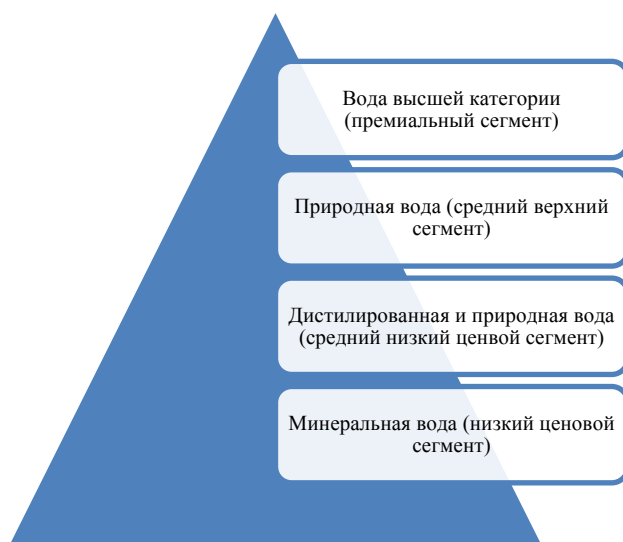 Вода высшей категории
(премиальный сегмент)
Природная вода (средний верхний
сегмент)
Дистилированная и природная вода
(средний низкий ценвой сегмент)
Минеральная вода (низкий ценовой
сегмент)